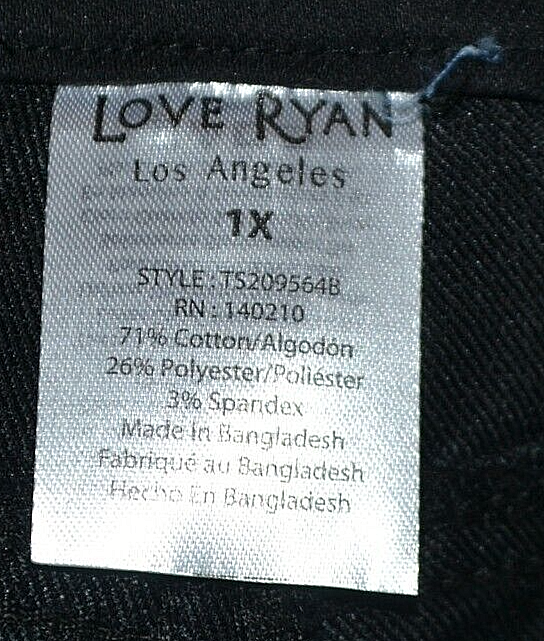 LOVE RYAN
Los Angeles
1X
STYLE : TS209564B
RN : 140210
71% Cotton/Algodón
26% Polyester/Poliéster
3% Spandex
Made In Bangladesh
Fabriqué au Bangladesh
Hecho En Bangladesh